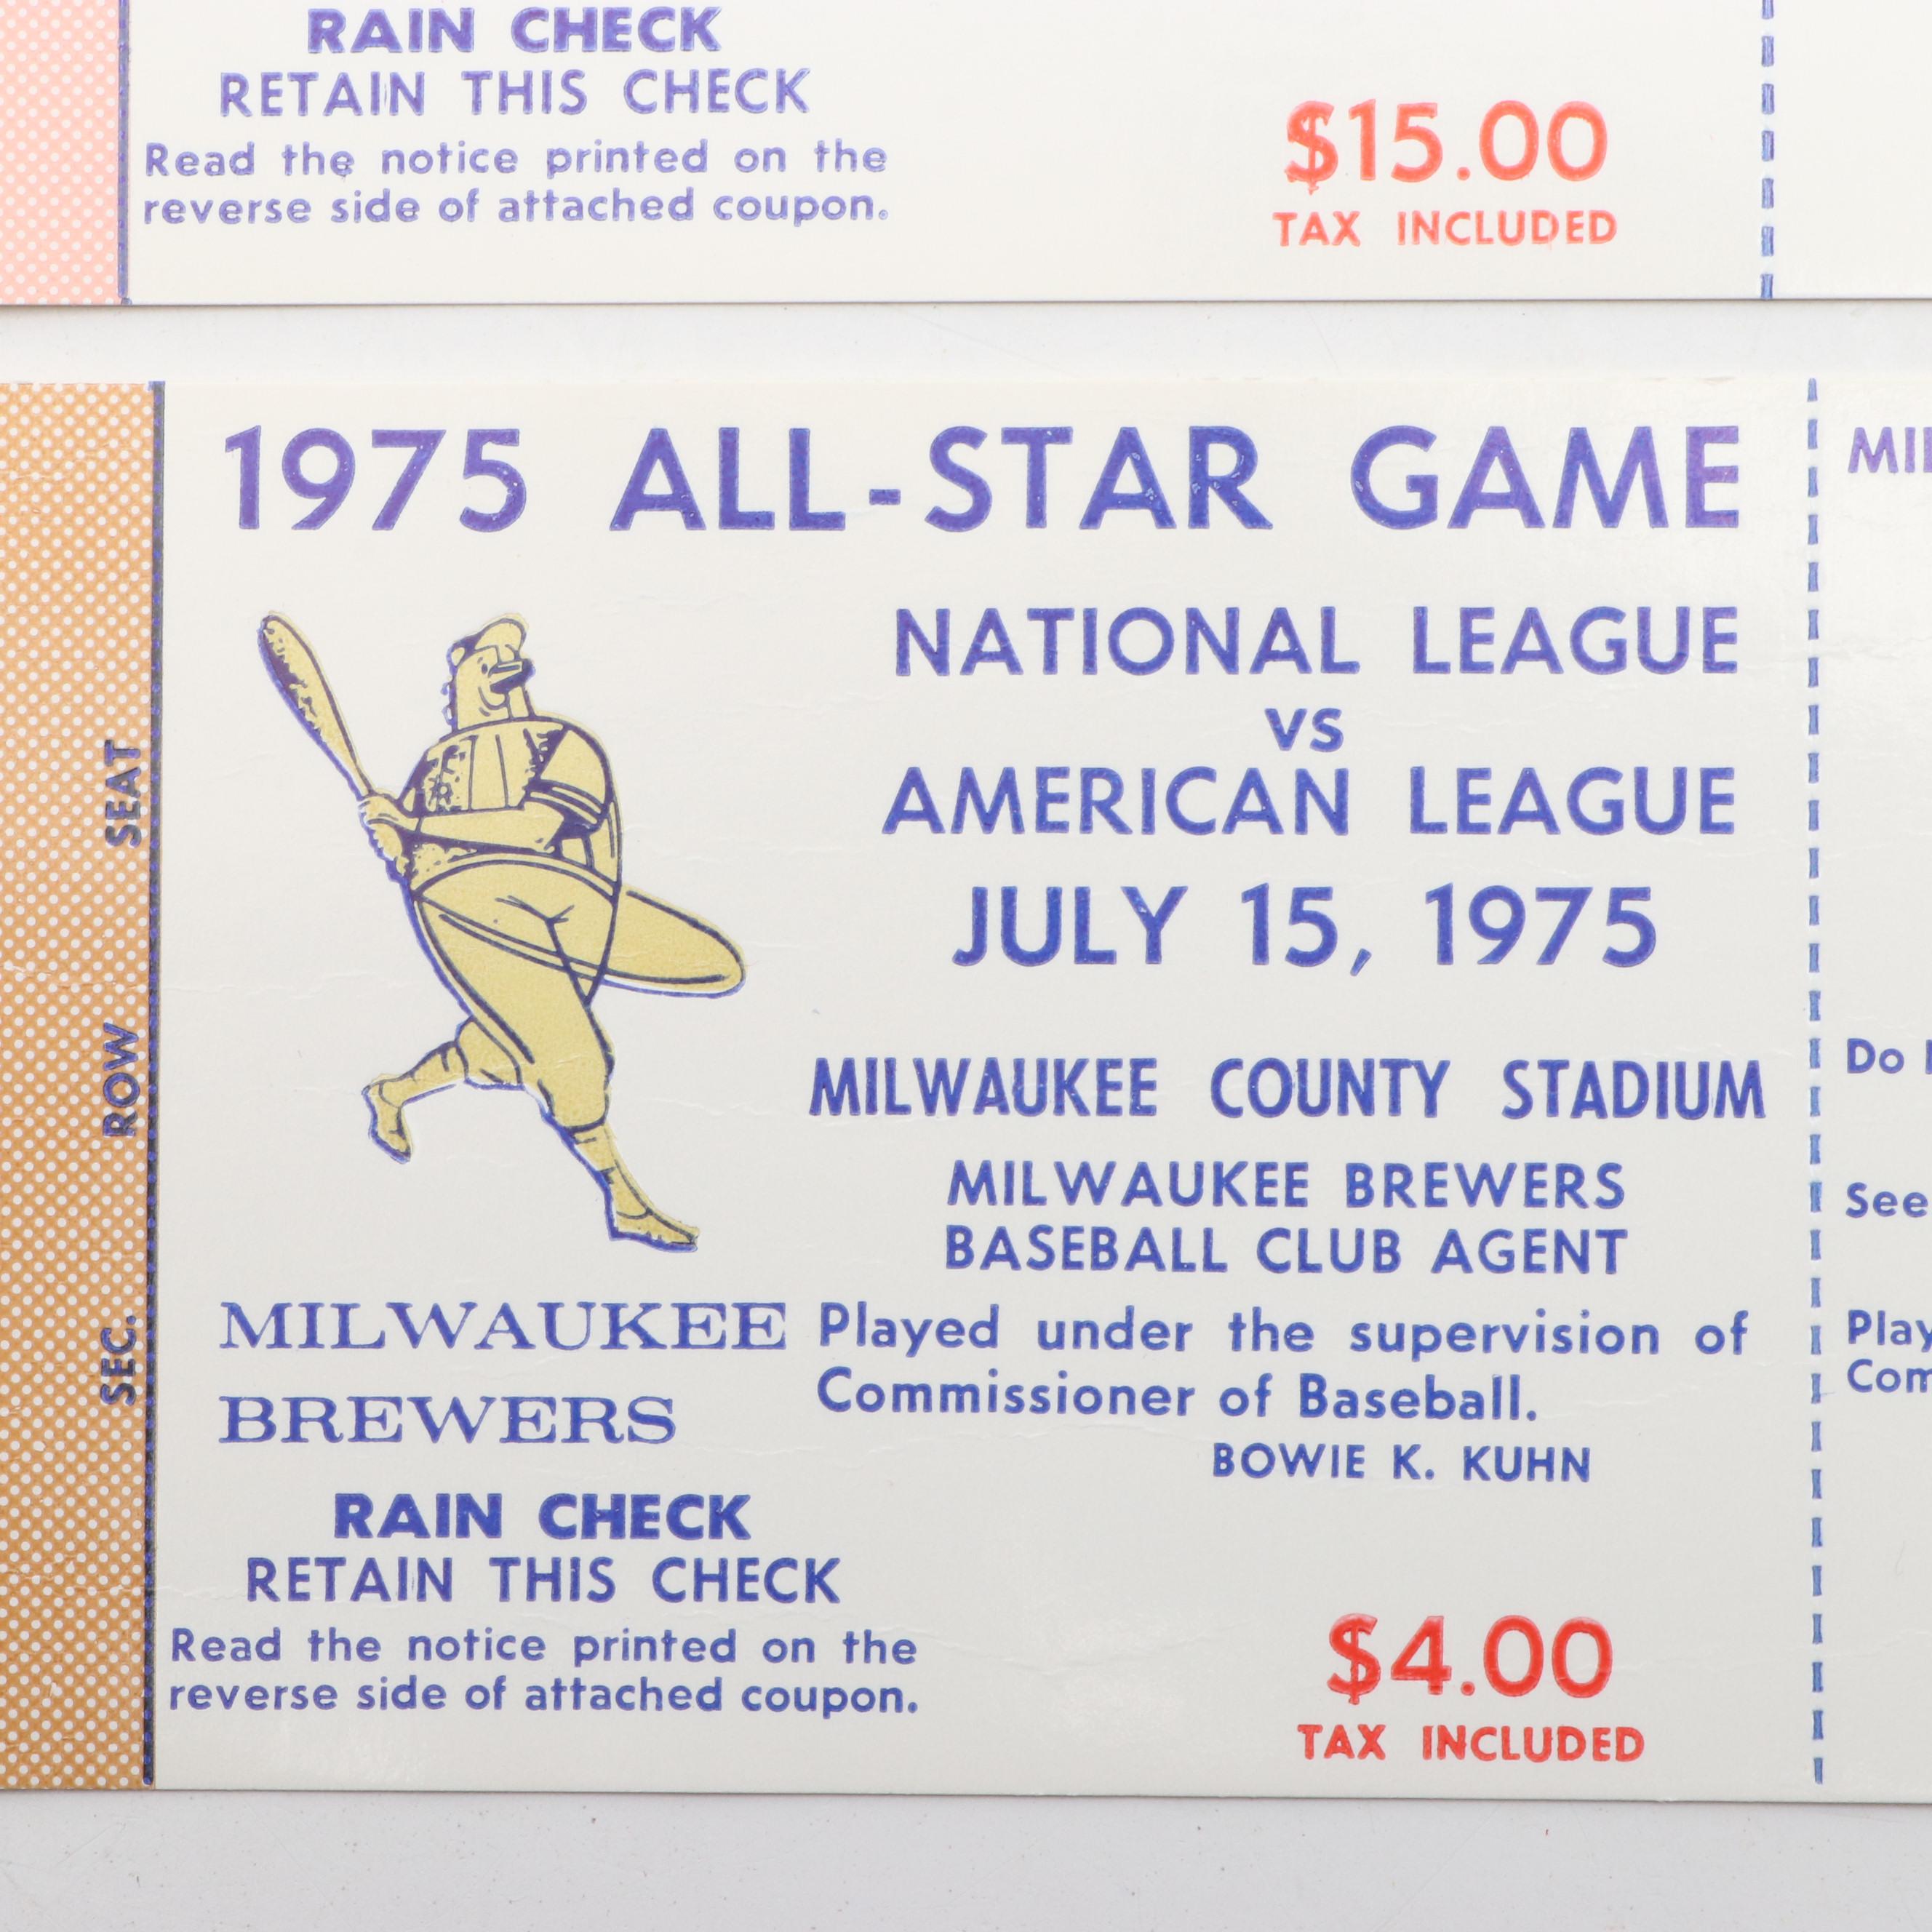 RAIN CHECK
RETAIN THIS CHECK
Read the notice printed on the
reverse side of attached coupon.
$15.00
TAX INCLUDED
SEAT
ROW
SEC.
1975 ALL-STAR GAME
NATIONAL LEAGUE
VS
AMERICAN LEAGUE
JULY 15, 1975
MILWAUKEE COUNTY STADIUM
MILWAUKEE BREWERS
BASEBALL CLUB AGENT
Played under the supervision of
Commissioner of Baseball.
BOWIE K. KUHN
MILWAUKEE
BREWERS
RAIN CHECK
RETAIN THIS CHECK
Read the notice printed on the
reverse side of attached coupon.
$4.00
TAX INCLUDED
Do
See